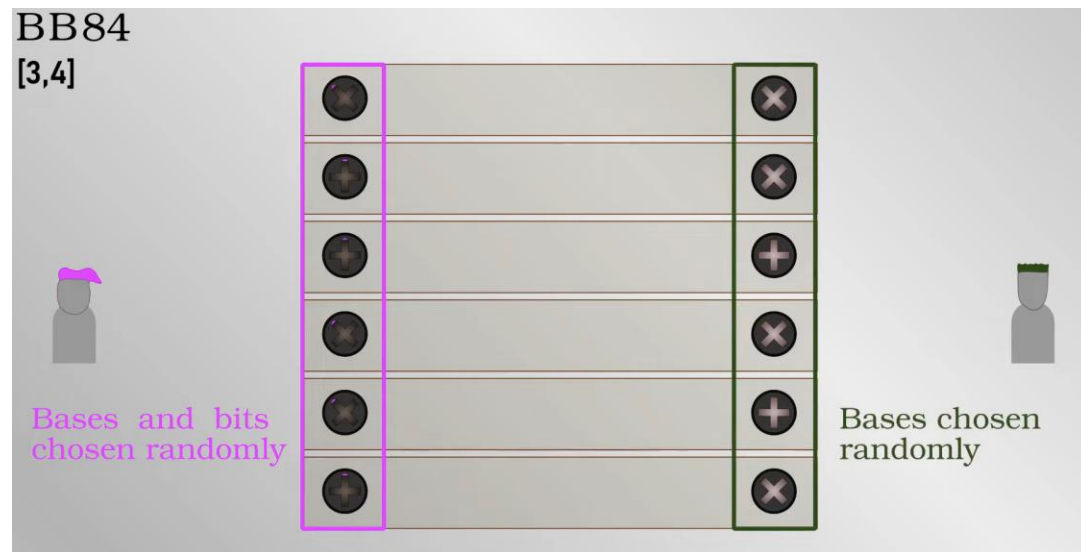 BB84
[3,4]
Bases and bits
chosen randomly
Bases chosen
randomly